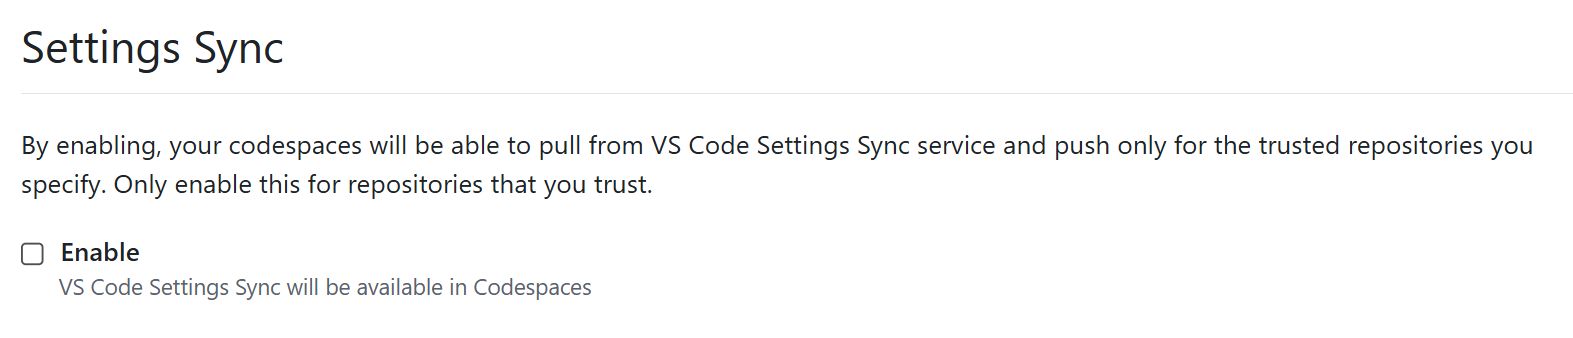 Settings Sync
By enabling, your codespaces will be able to pull from VS Code Settings Sync service and push only for the trusted repositories you
specify. Only enable this for repositories that you trust.
Enable
VS Code Settings Sync will be available in Codespaces